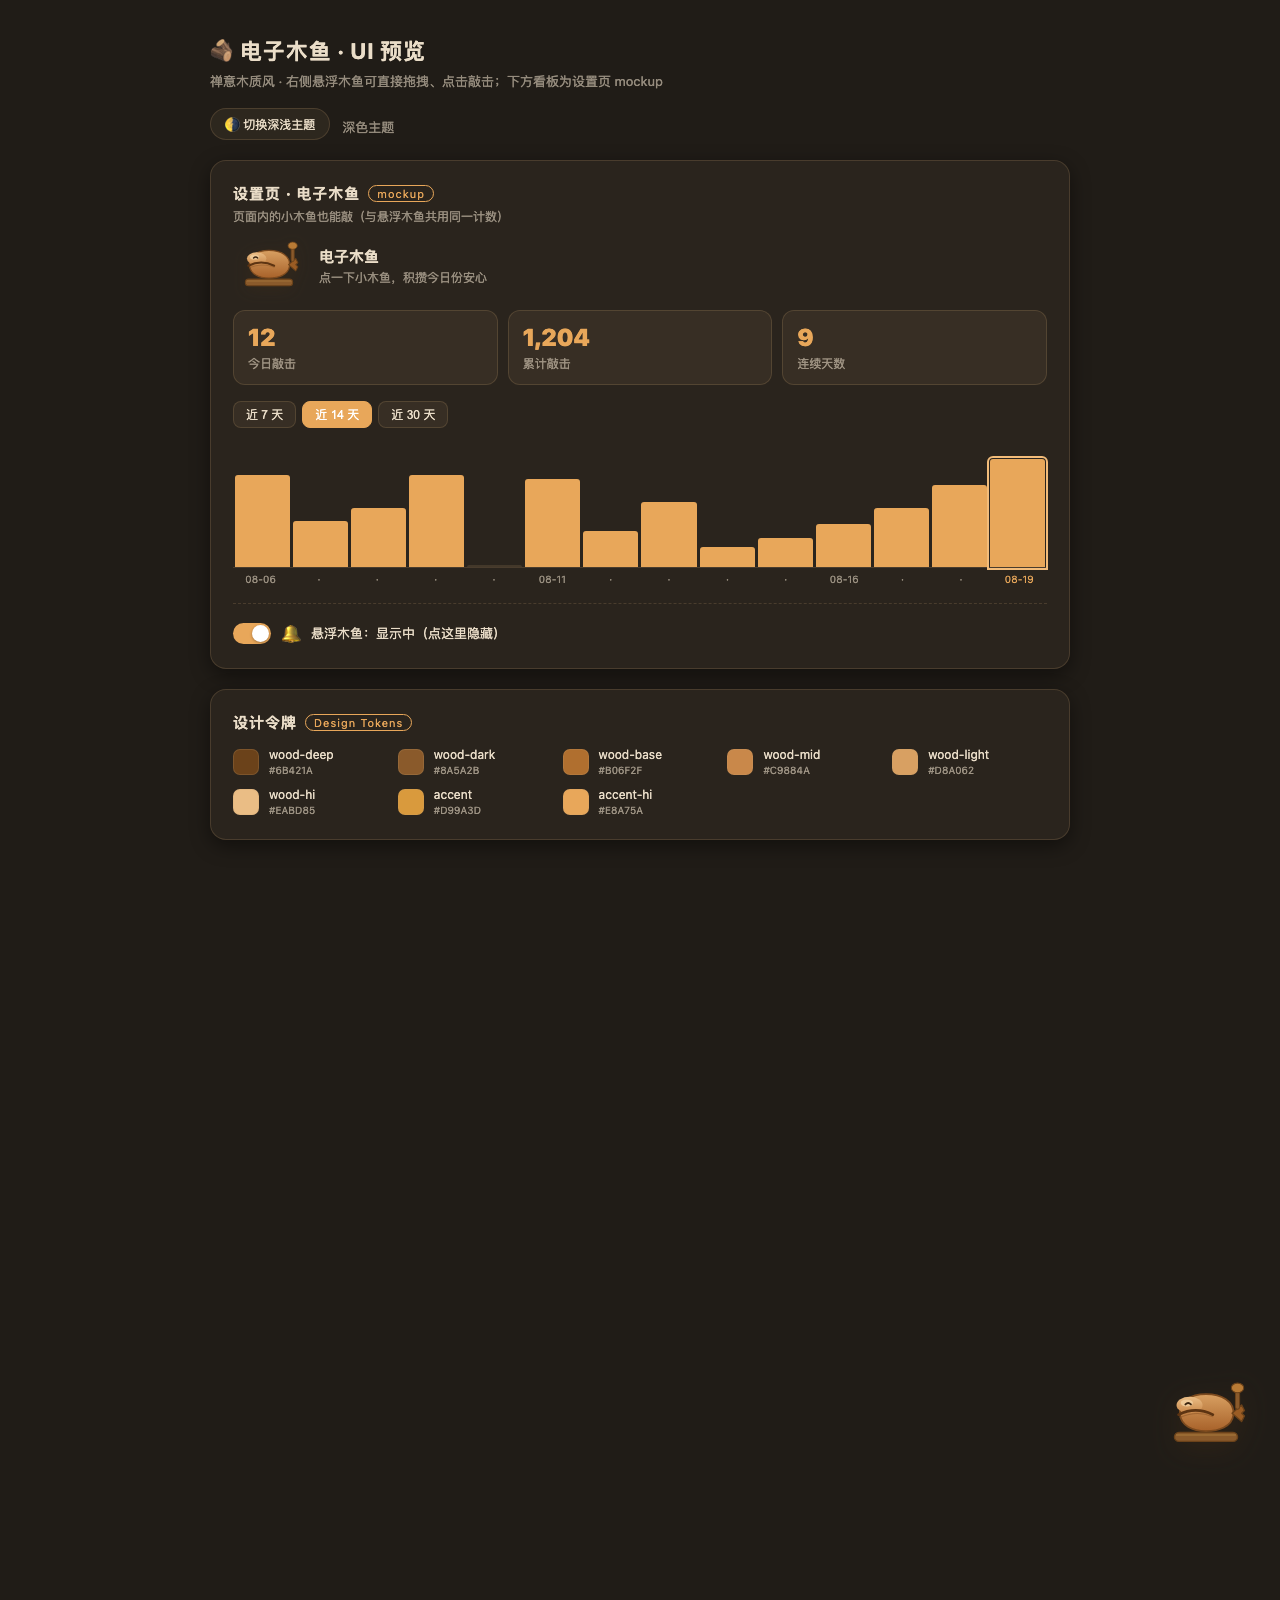 电子木鱼 · UI 预览
禅意木质风 · 右侧悬浮木鱼可直接拖拽、点击敲击；下方看板为设置页 mockup
切换深浅主题 深色主题
设置页 · 电子木鱼 mockup
页面内的小木鱼也能敲（与悬浮木鱼共用同一计数）
电子木鱼
点一下小木鱼，积攒今日份安心
12 1,204 9
今日敲击 累计敲击 连续天数
近 7 天 近 14 天 近 30 天
08-06 · · · · 08-11 · · · · 08-16 · · 08-19
悬浮木鱼：显示中（点这里隐藏）
设计令牌 Design Tokens
wood-deep wood-dark wood-base wood-mid wood-light
#6B421A #8A5A2B #B06F2F #C9884A #D8A062
wood-hi accent accent-hi
#EABD85 #D99A3D #E8A75A